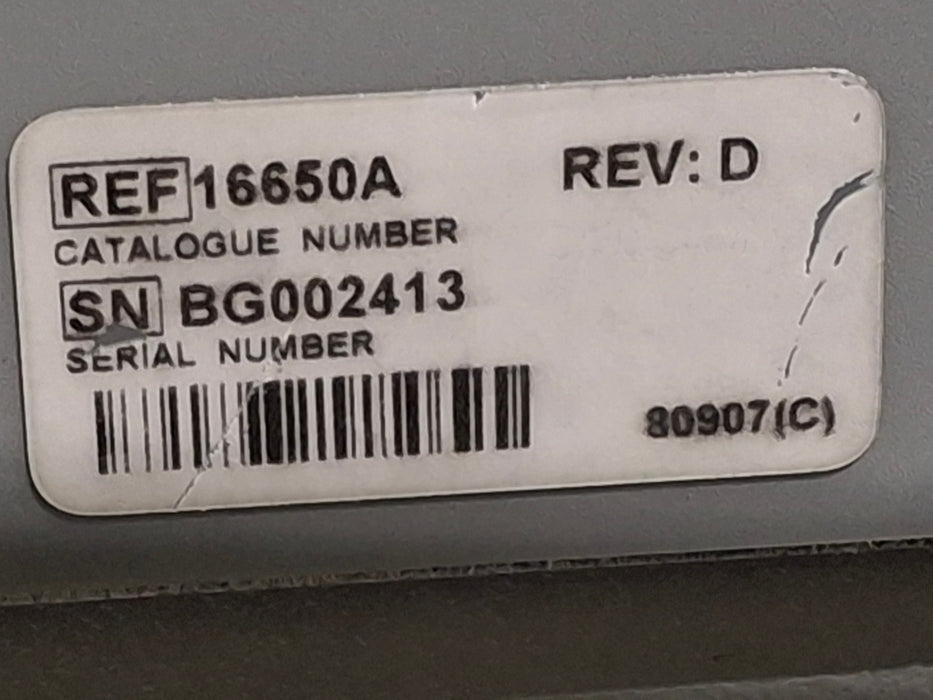 REF 16650A REV: D
CATALOGUE NUMBER
SN BG002413
SERIAL NUMBER
80907(C)